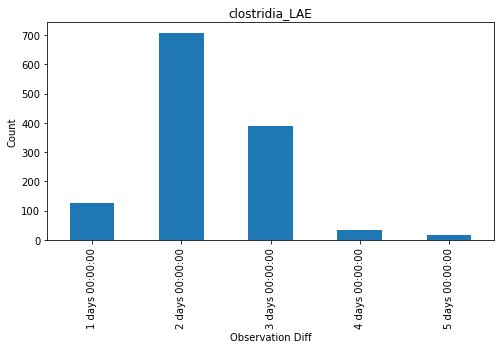 clostridia_LAE
Count
700
600
500
400
300
200
100
0
1 days 00:00:00
2 days 00:00:00
3 days 00:00:00
4 days 00:00:00
5 days 00:00:00
Observation Diff